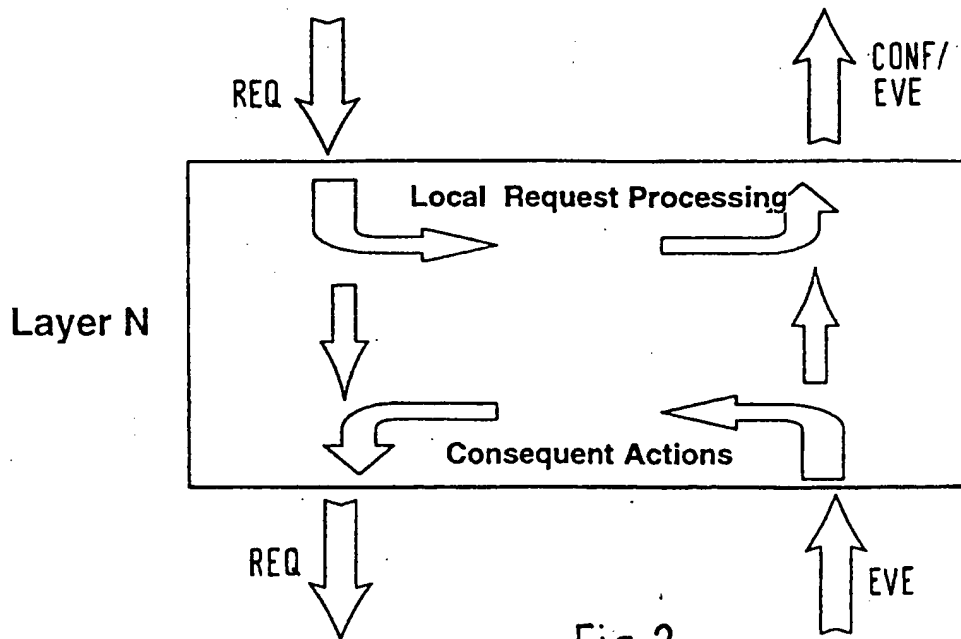 REQ
CONF/
EVE
Local Request Processing
Layer N
Consequent Actions
REQ
EVE
Fig. 2